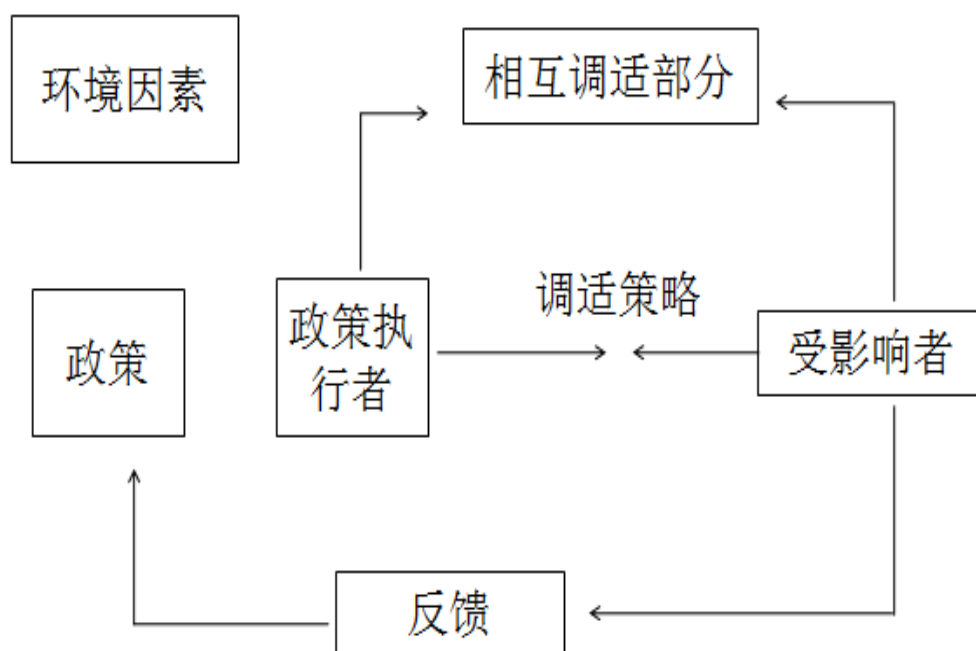 环境因素
相互调适部分
调适策略
政策
政策执
行者
受影响者
反馈